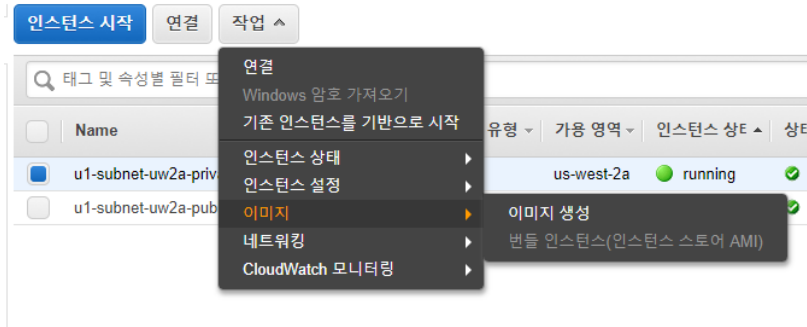 인스턴스 시작 연결 작업
태그 및 속성별 필터 또
연결
Windows 암호 가져오기
기존 인스턴스를 기반으로 시작
Name 유형 가용 영역 인스턴스 상태 상태
인스턴스 상태
u1-subnet-uw2a-priv us-west-2a running
인스턴스 설정
u1-subnet-uw2a-pub
이미지
이미지 생성
네트워킹
번들 인스턴스(인스턴스 스토어 AMI)
CloudWatch 모니터링